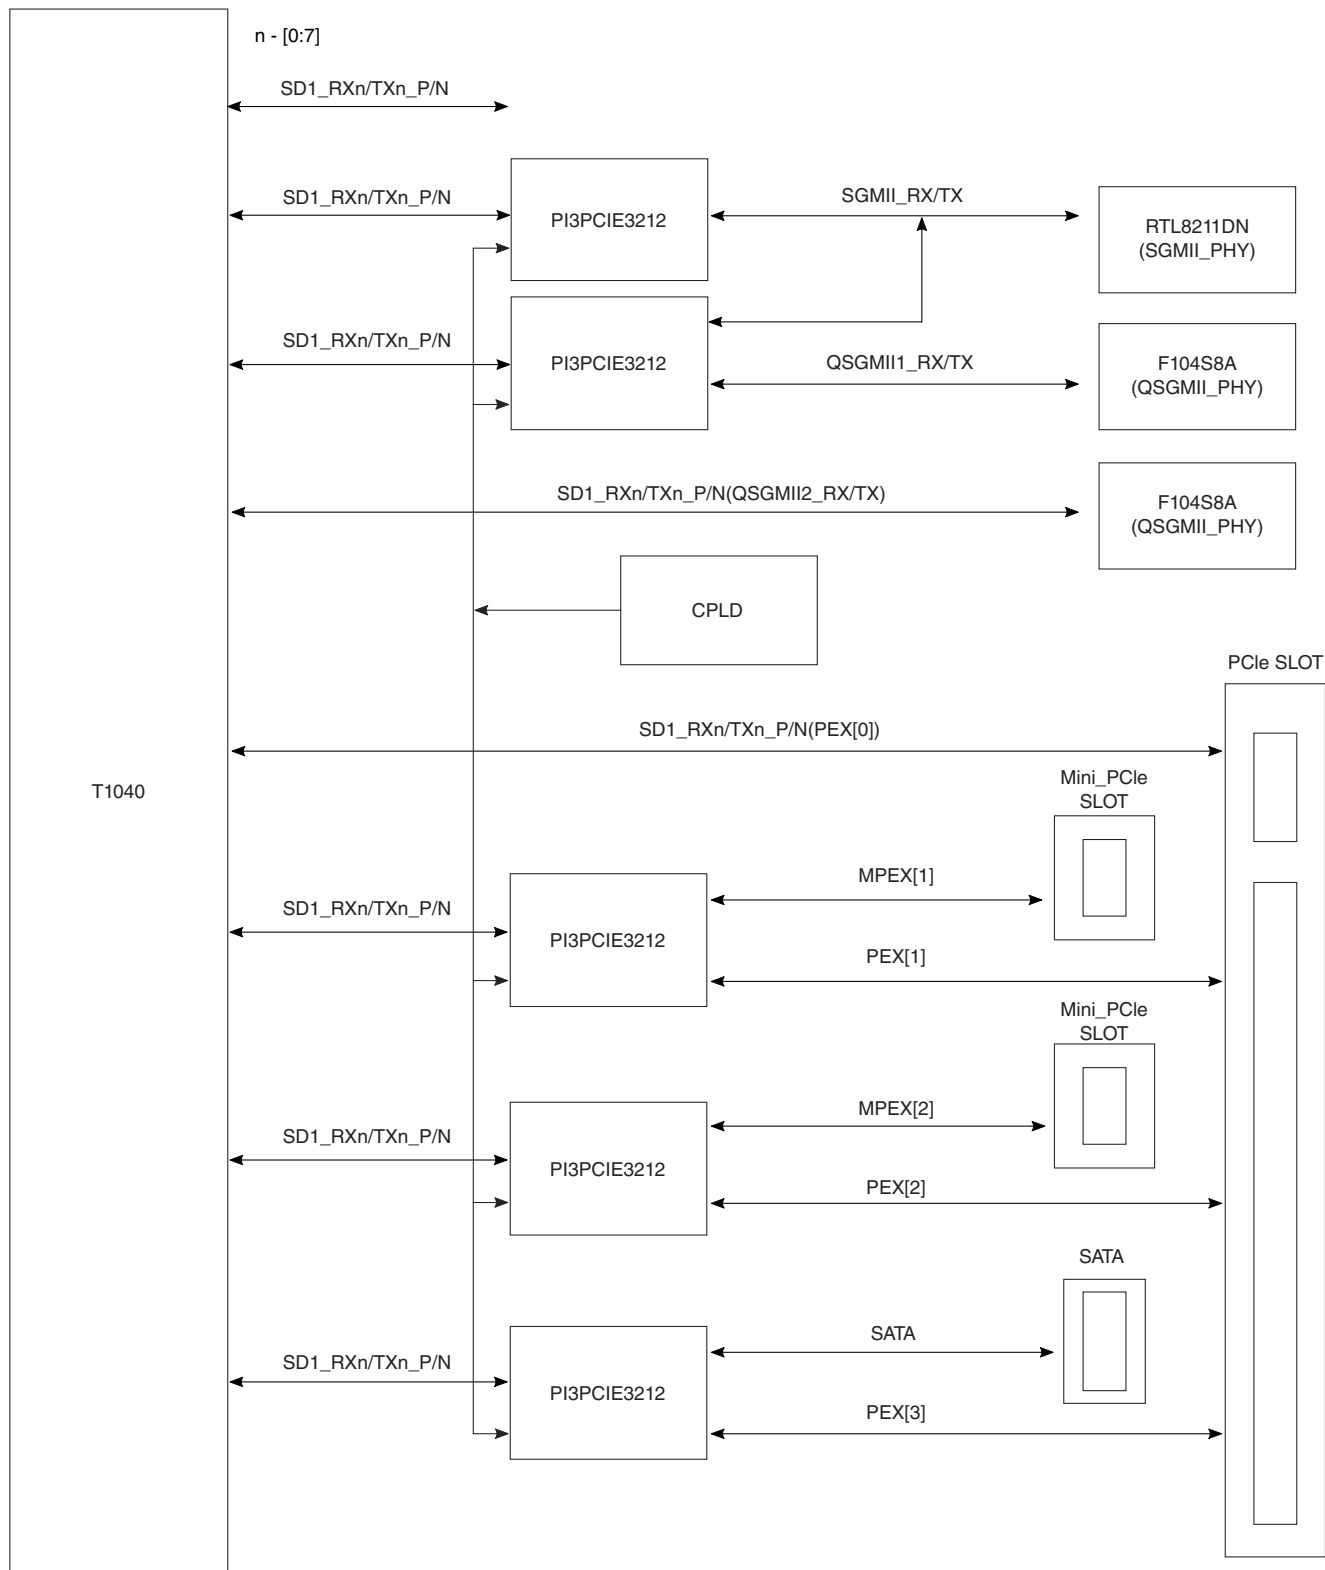 n - [0:7]
SD1_RXn/TXn_P/N
SD1_RXn/TXn_P/N
PI3PCIE3212
SGMII_RX/TX
RTL8211DN
(SGMII_PHY)
SD1_RXn/TXn_P/N
PI3PCIE3212
QSGMII1_RX/TX
F104S8A
(QSGMII_PHY)
SD1_RXn/TXn_P/N(QSGMII2_RX/TX)
F104S8A
(QSGMII_PHY)
CPLD
PCIe SLOT
SD1_RXn/TXn_P/N(PEX[0])
T1040
Mini_PCIe
SLOT
SD1_RXn/TXn_P/N
PI3PCIE3212
MPEX[1]
PEX[1]
Mini_PCIe
SLOT
SD1_RXn/TXn_P/N
PI3PCIE3212
MPEX[2]
PEX[2]
SATA
SD1_RXn/TXn_P/N
PI3PCIE3212
SATA
PEX[3]